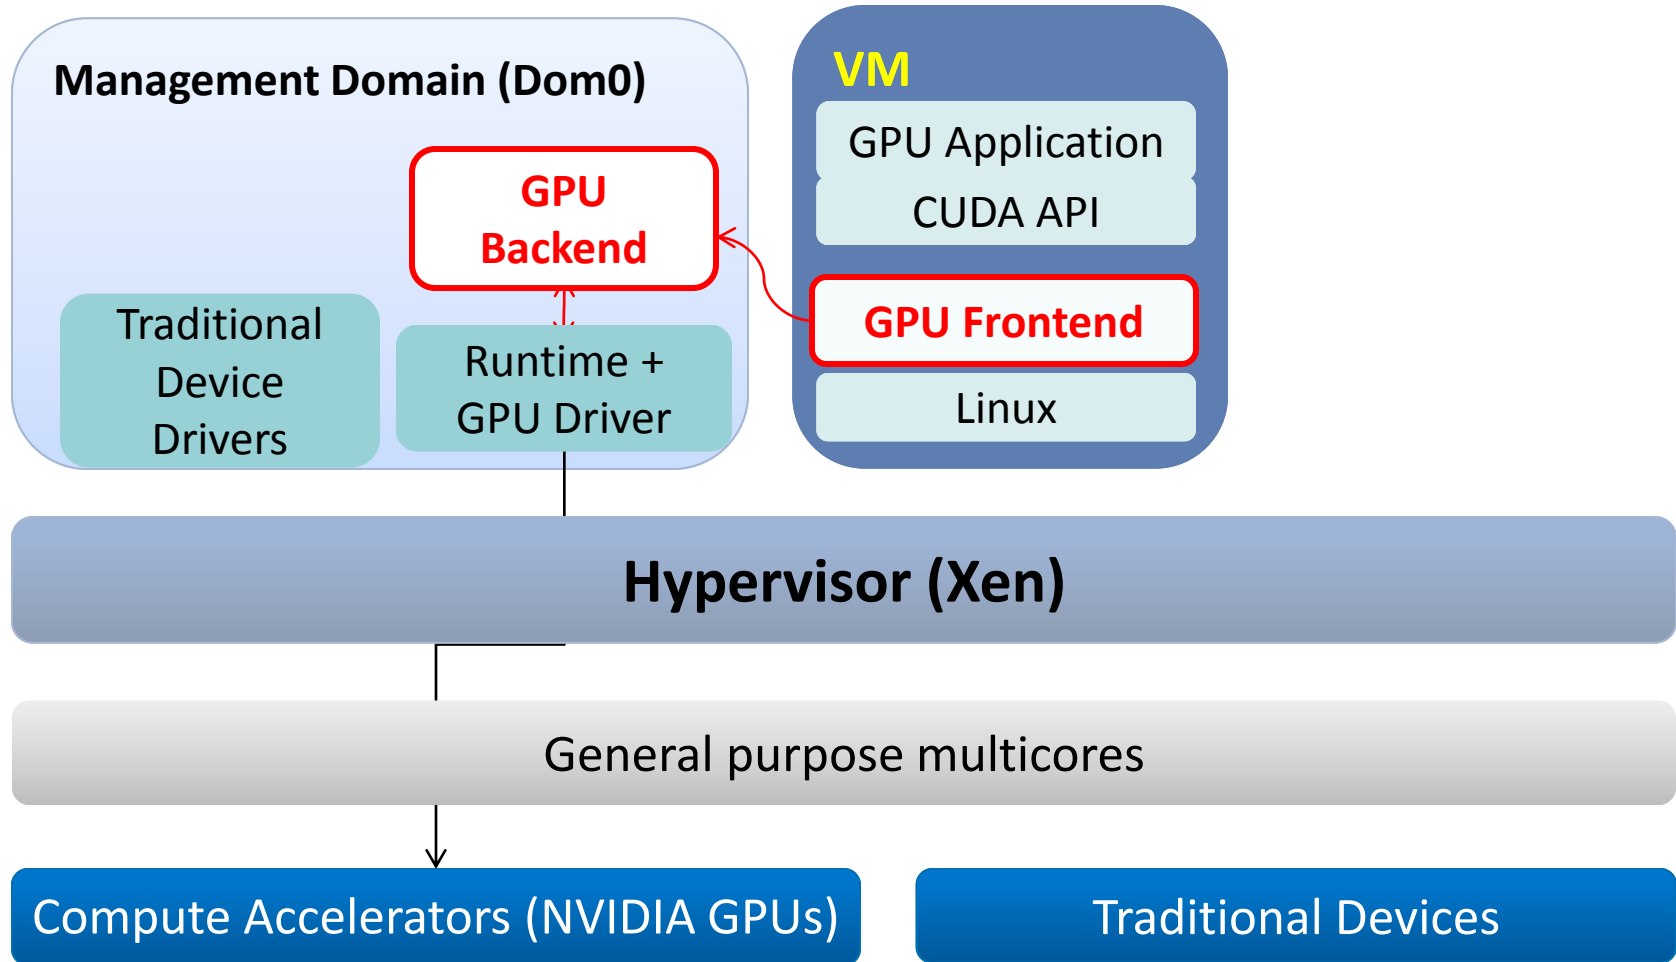 Management Domain (Dom0)
GPU
Backend
Traditional
Device
Drivers
Runtime +
GPU Driver
VM
GPU Application
CUDA API
GPU Frontend
Linux
Hypervisor (Xen)
General purpose multicores
Compute Accelerators (NVIDIA GPUs)
Traditional Devices